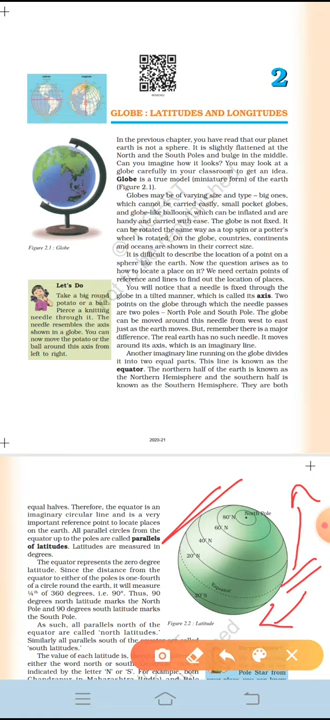 2
GLOBE : LATITUDES AND LONGITUDES
In the previous chapter, you have read that our planet
earth is not a sphere. It is slightly flattened at
the North and the South Poles and bulge in the middle.
Can you imagine how it looks? You may look at
a globe carefully in your classroom to get an idea.
Globe is a true model (miniature form) of the earth
(Figure 2.1).
Globes may be of varying size and type – big ones,
which cannot be carried easily, small pocket globes,
and globe-like balloons, which can be inflated and are
handy and carried with ease. The globe is not fixed. It
can be rotated the same way as a top spin or a potter's
wheel is rotated. On the globe, countries, continents
and oceans are shown in their correct size.
It is difficult to describe the location of a point on a
sphere like the earth. Now the question arises as to
how to locate a place on it? We need certain points of
reference and lines to find out the location of places.
You will notice that a needle is fixed through the
globe in a tilted manner, which is called its axis. Two
points on the globe through which the needle passes
are two poles – North Pole and South Pole. The globe
can be moved around this needle from west to east
just as the earth moves. But, remember there is a major
difference. The real earth has no such needle. It moves
around its axis, which is an imaginary line.
Another imaginary line running on the globe divides
it into two equal parts. This line is known as the
equator. The northern half of the earth is known as
the Northern Hemisphere and the southern half is
known as the Southern Hemisphere. They are both
Figure 2.1 : Globe
Let's Do
Take a big round
potato or a ball.
Pierce a knitting
needle through it. The
needle resembles the axis
shown in a globe. You can
now move the potato or the
ball around this axis from
left to right.
2020-21
equal halves. Therefore, the equator is an
imaginary circular line and is a very
important reference point to locate places
on the earth. All parallel circles from the
equator up to the poles are called parallels
of latitudes. Latitudes are measured in
degrees.
The equator represents the zero degree
latitude. Since the distance from the
equator to either of the poles is one-fourth
of a circle round the earth, it will measure
¼th of 360 degrees, i.e. 90°. Thus, 90
degrees north latitude marks the North
Pole and 90 degrees south latitude marks
the South Pole.
As such, all parallels north of the
equator are called 'north latitudes.'
Similarly all parallels south of the equator are called
'south latitudes.'
The value of each latitude is,
either the word north or south
indicated by the letter 'N' or 'S'. For example, both
Chandrapur in Maharashtra
North Pole
80° N
60° N
40° N
20° N
Equator
Figure 2.2 : Latitude
Pole Star from